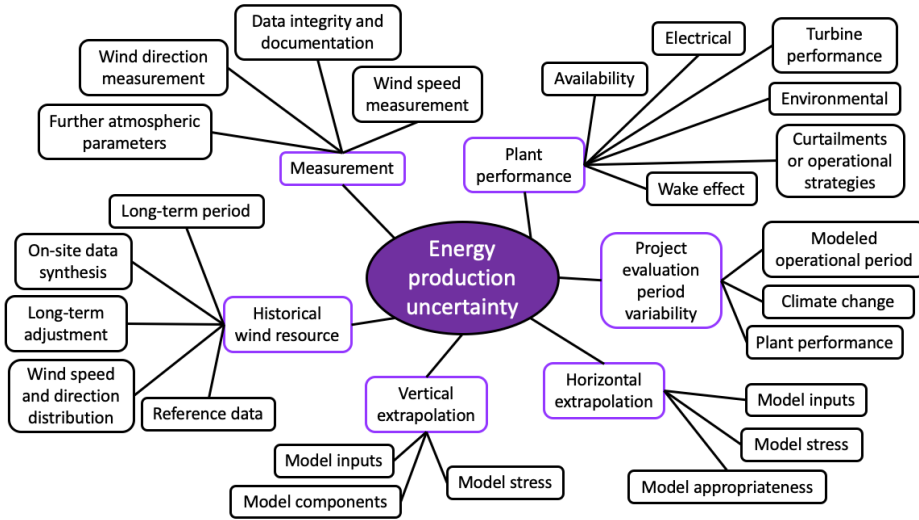 Data integrity and
documentation
Wind direction
measurement
Wind speed
measurement
Further atmospheric
parameters
Measurement
Electrical
Turbine
performance
Availability
Environmental
Plant
performance
Curtailments
or operational
strategies
Wake effect
Energy
production
uncertainty
Long-term period
On-site data
synthesis
Long-term
adjustment
Wind speed
and direction
distribution
Reference data
Historical
wind resource
Project
evaluation
period
variability
Modeled
operational period
Climate change
Plant performance
Vertical
extrapolation
Model inputs
Model components
Model stress
Horizontal
extrapolation
Model inputs
Model stress
Model appropriateness